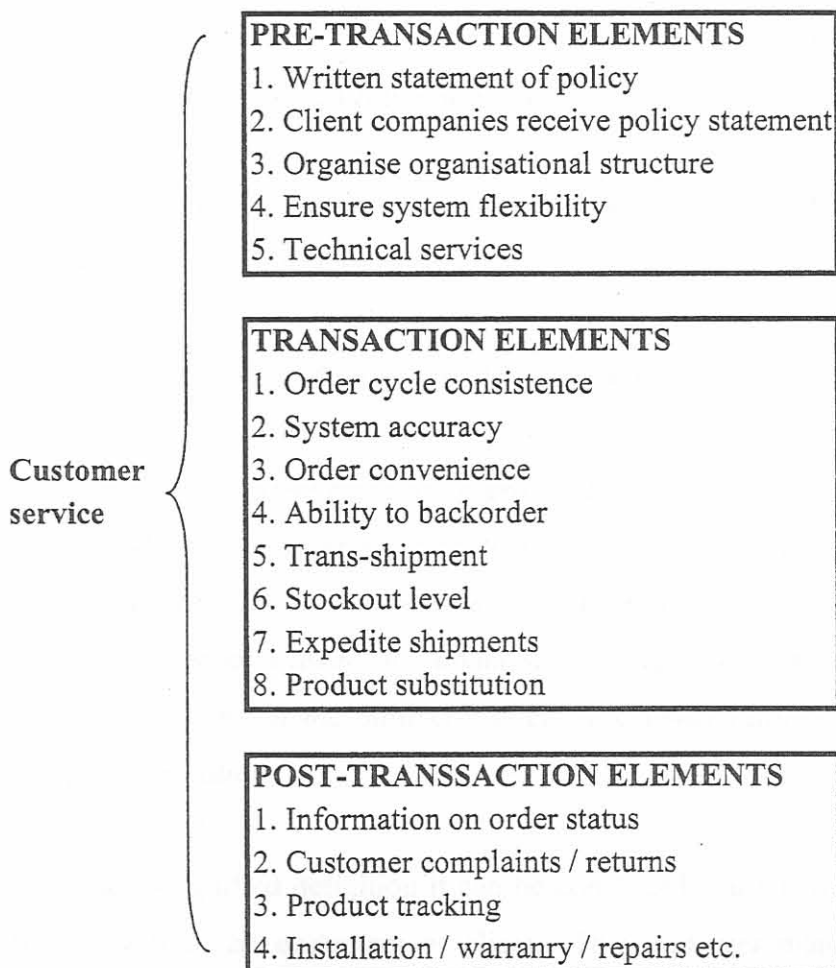 PRE-TRANSACTION ELEMENTS
1. Written statement of policy
2. Client companies receive policy statement
3. Organise organisational structure
4. Ensure system flexibility
5. Technical services
TRANSACTION ELEMENTS
1. Order cycle consistence
2. System accuracy
3. Order convenience
4. Ability to backorder
5. Trans-shipment
6. Stockout level
7. Expedite shipments
8. Product substitution
Customer
service
POST-TRANSSACTION ELEMENTS
1. Information on order status
2. Customer complaints / returns
3. Product tracking
4. Installation / warranry / repairs etc.